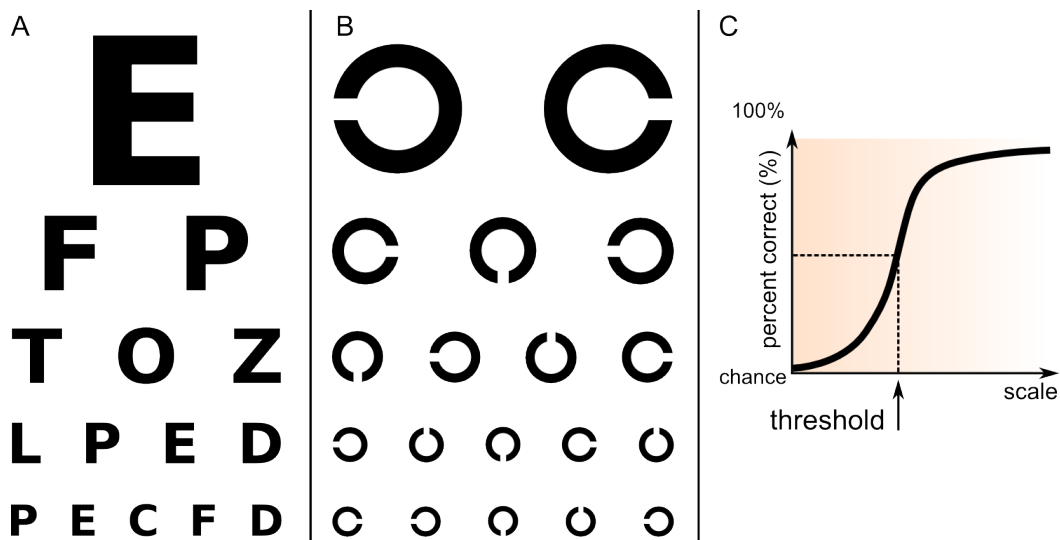 A
E
F P
T O Z
L P E D
P E C F D
B
C
100%
percent correct (%)
chance
scale
threshold